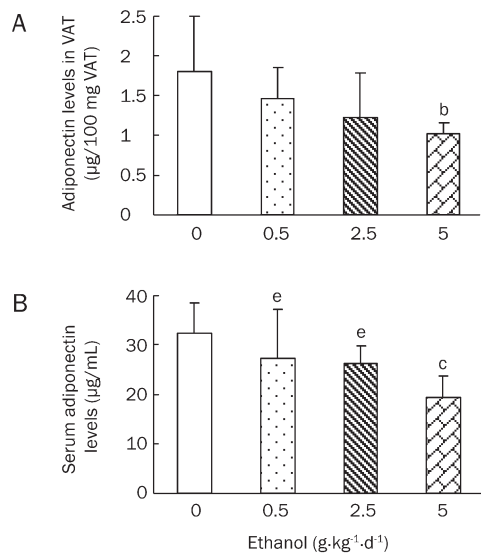 A
Adiponectin levels in VAT
(μg/100 mg VAT)
2.5
2
1.5
1
0.5
0
b
0 0.5 2.5 5
B
Serum adiponectin
levels (μg/mL)
40
30
20
10
0
e e c
0 0.5 2.5 5
Ethanol (g·kg⁻¹·d⁻¹)